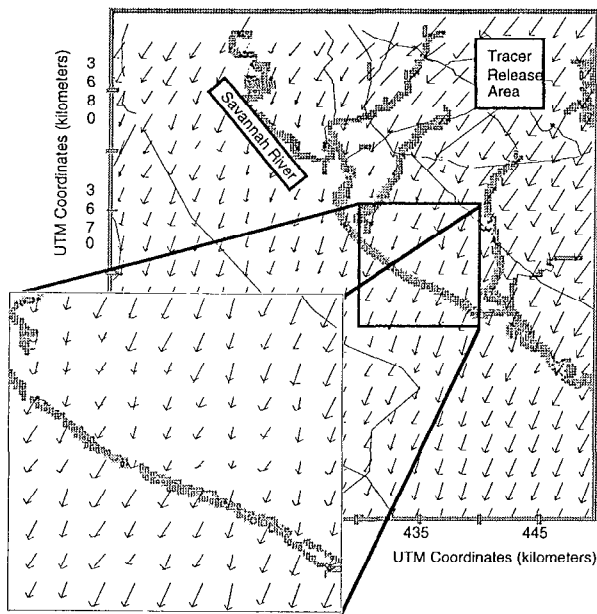 Tracer
Release
Area
Savannah River
UTM Coordinates (kilometers)
3
6
8
0
3
6
7
0
435
445
UTM Coordinates (kilometers)